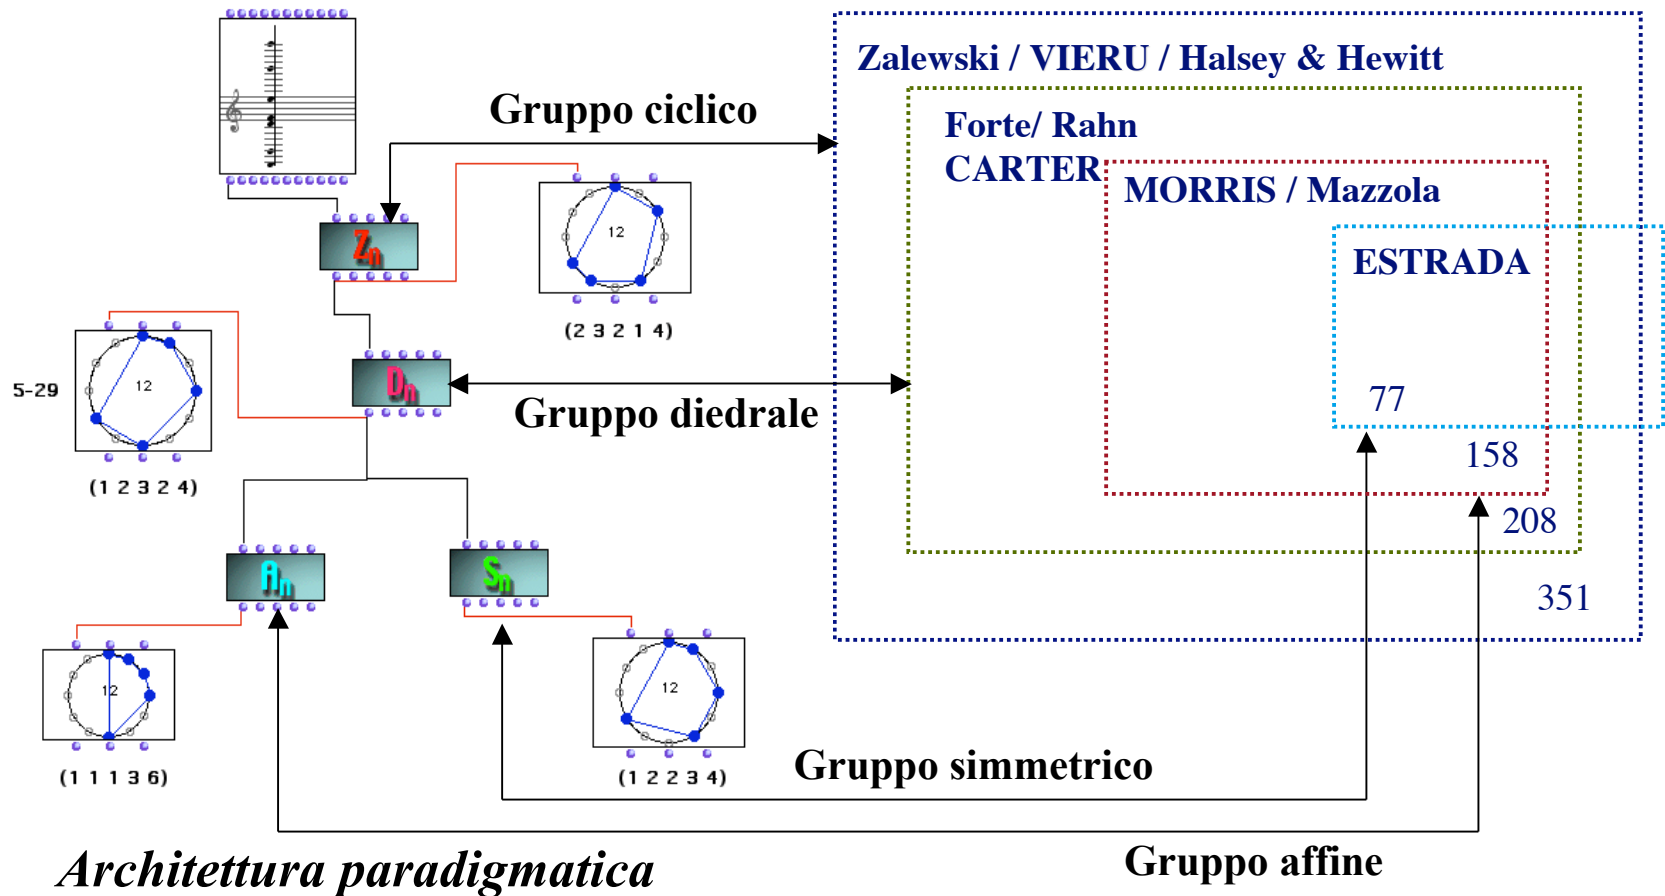 Zalewski / VIERU / Halsey & Hewitt
Gruppo ciclico
Forte/ Rahn
CARTER
MORRIS / Mazzola
Zn
12
(2 3 2 1 4)
ESTRADA
5-29
12
(1 2 3 2 4)
Dn
Gruppo diedrale
77
158
208
351
An
Sn
12
(1 1 1 3 6)
12
(1 2 2 3 4)
Gruppo simmetrico
Gruppo affine
Architettura paradigmatica